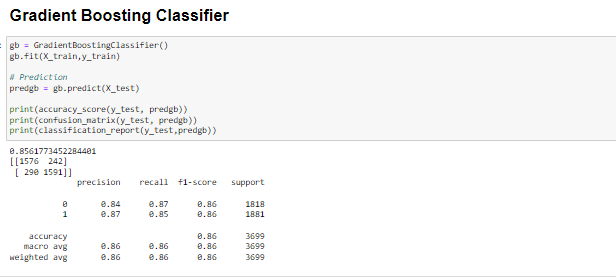 Gradient Boosting Classifier
gb = GradientBoostingClassifier()
gb.fit(X_train,y_train)
# Prediction
predgb = gb.predict(X_test)
print(accuracy_score(y_test, predgb))
print(confusion_matrix(y_test, predgb))
print(classification_report(y_test,predgb))
0.8561773452284401
[[1576  242]
 [ 290 1591]]
precision recall f1-score support
0 0.84 0.87 0.86 1818
1 0.87 0.85 0.86 1881
accuracy 0.86 3699
macro avg 0.86 0.86 0.86 3699
weighted avg 0.86 0.86 0.86 3699